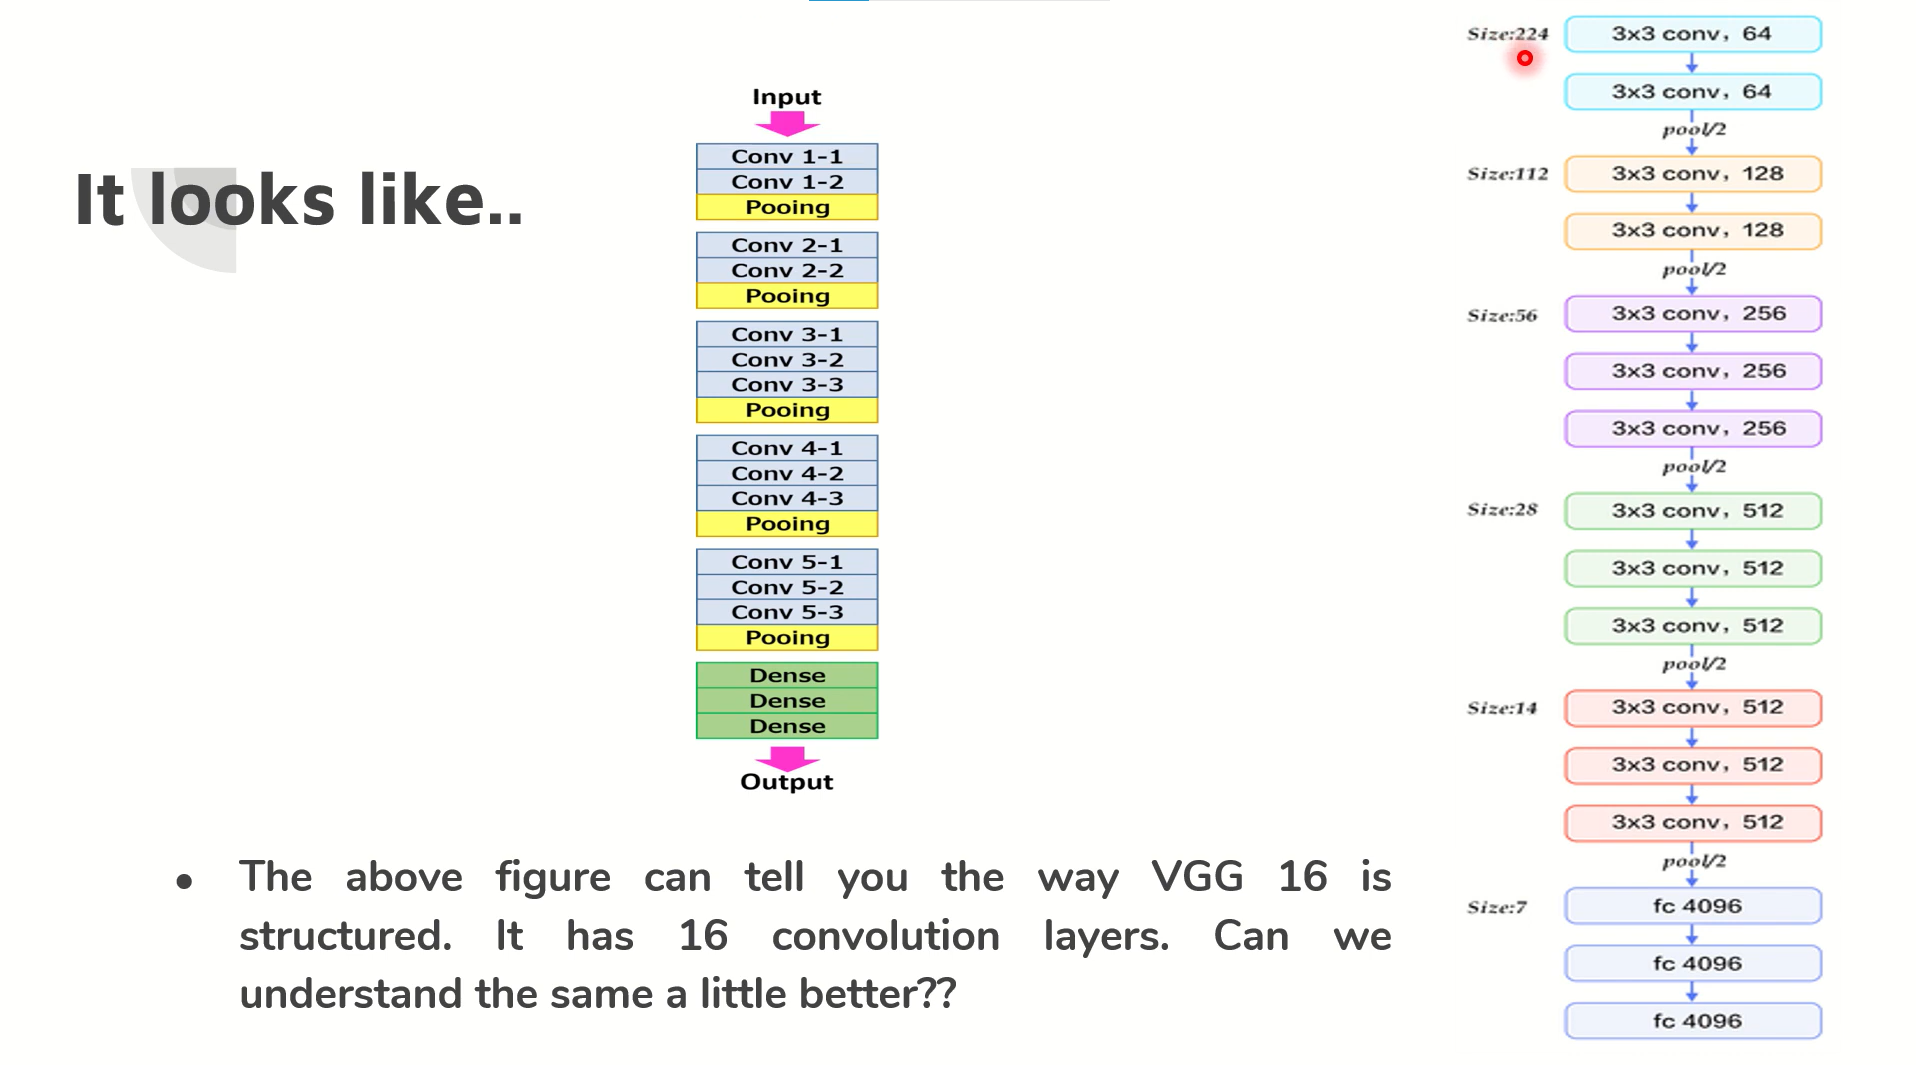 It looks like..
Input
Conv 1-1
Conv 1-2
Pooing
Conv 2-1
Conv 2-2
Pooing
Conv 3-1
Conv 3-2
Conv 3-3
Pooing
Conv 4-1
Conv 4-2
Conv 4-3
Pooing
Conv 5-1
Conv 5-2
Conv 5-3
Pooing
Dense
Dense
Dense
Output
Size:224
3x3 conv, 64
3x3 conv, 64
pool/2
Size:112
3x3 conv, 128
3x3 conv, 128
pool/2
Size:56
3x3 conv, 256
3x3 conv, 256
3x3 conv, 256
pool/2
Size:28
3x3 conv, 512
3x3 conv, 512
3x3 conv, 512
pool/2
Size:14
3x3 conv, 512
3x3 conv, 512
3x3 conv, 512
pool/2
Size:7
fc 4096
fc 4096
fc 4096
• The above figure can tell you the way VGG 16 is
structured. It has 16 convolution layers. Can we
understand the same a little better??